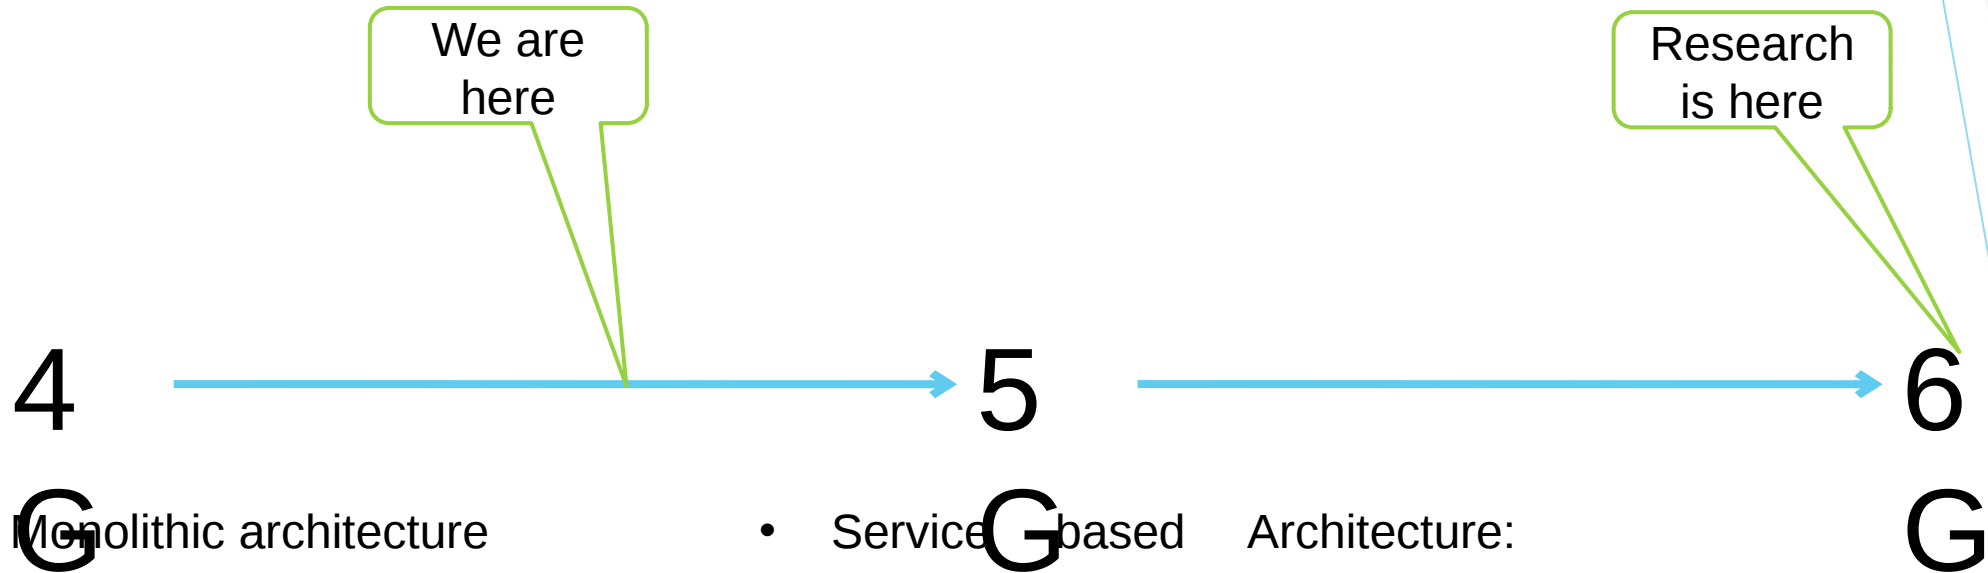 We are
here
Research
is here
4
G
5
G
6
G
Monolithic architecture
• Service based Architecture: